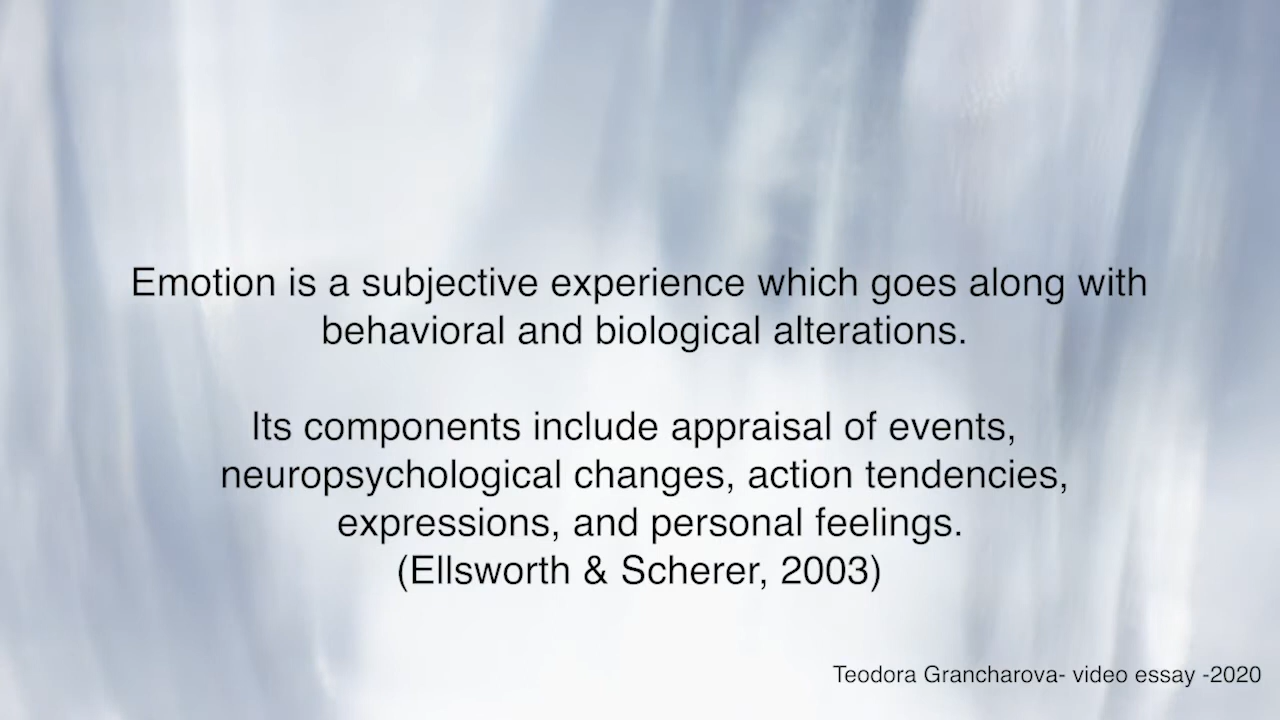 Emotion is a subjective experience which goes along with
behavioral and biological alterations.
Its components include appraisal of events,
neuropsychological changes, action tendencies,
expressions, and personal feelings.
(Ellsworth & Scherer, 2003)
Teodora Grancharova- video essay -2020